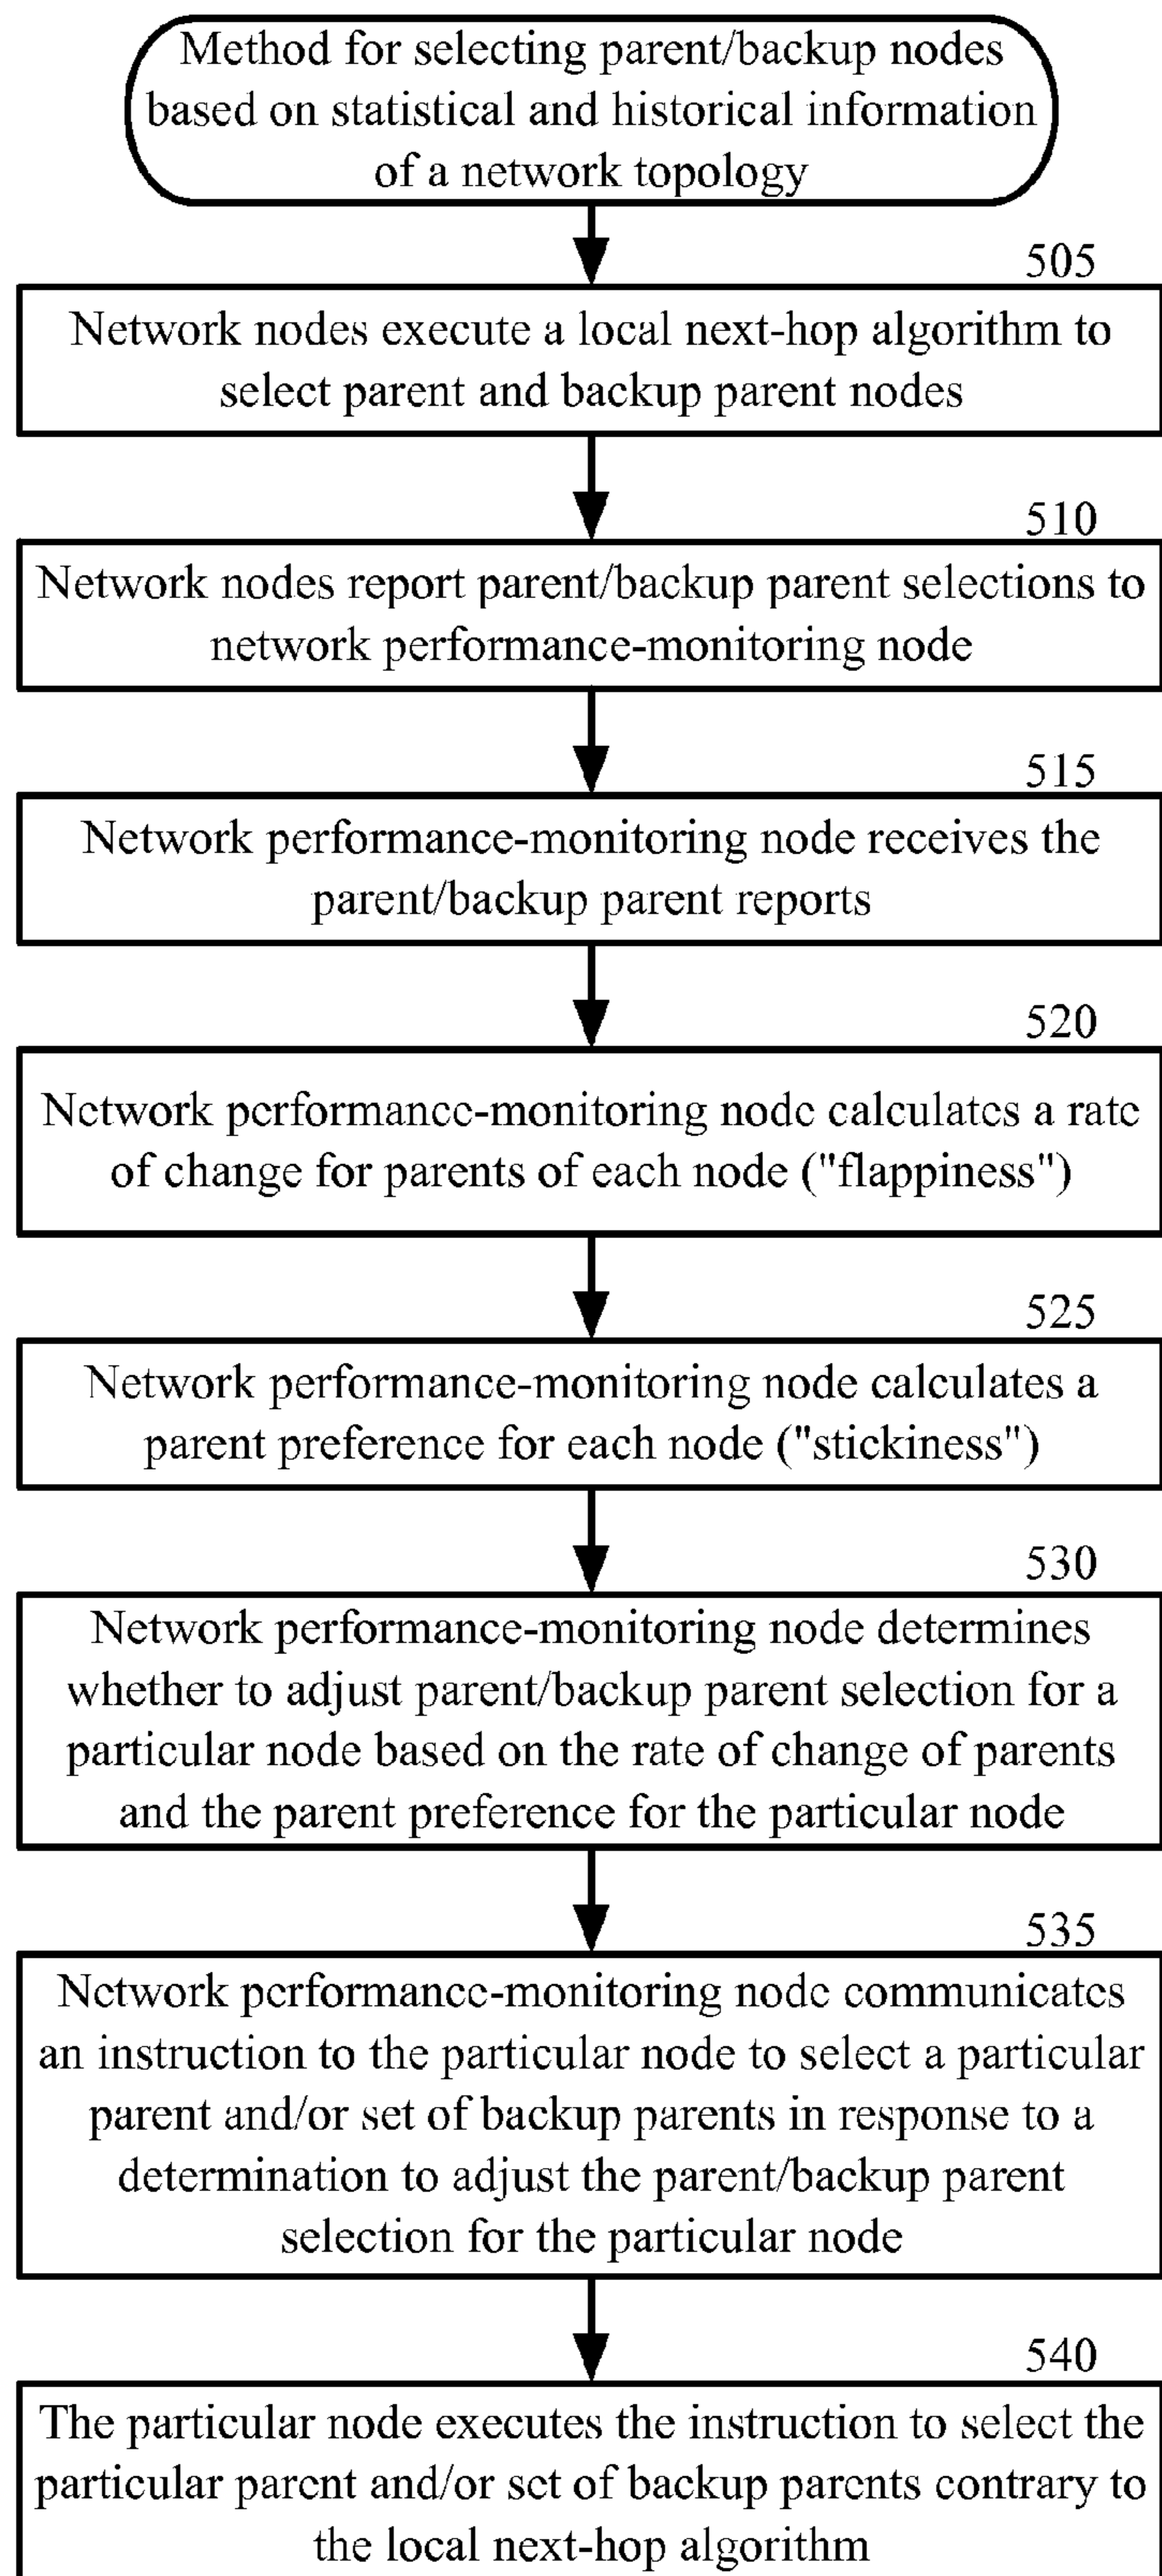 Method for selecting parent/backup nodes
based on statistical and historical information
of a network topology
505
Network nodes execute a local next-hop algorithm to
select parent and backup parent nodes
510
Network nodes report parent/backup parent selections to
network performance-monitoring node
515
Network performance-monitoring node receives the
parent/backup parent reports
520
Network performance-monitoring node calculates a rate
of change for parents of each node ("flappiness")
525
Network performance-monitoring node calculates a
parent preference for each node ("stickiness")
530
Network performance-monitoring node determines
whether to adjust parent/backup parent selection for a
particular node based on the rate of change of parents
and the parent preference for the particular node
535
Network performance-monitoring node communicates
an instruction to the particular node to select a particular
parent and/or set of backup parents in response to a
determination to adjust the parent/backup parent
selection for the particular node
540
The particular node executes the instruction to select the
particular parent and/or set of backup parents contrary to
the local next-hop algorithm